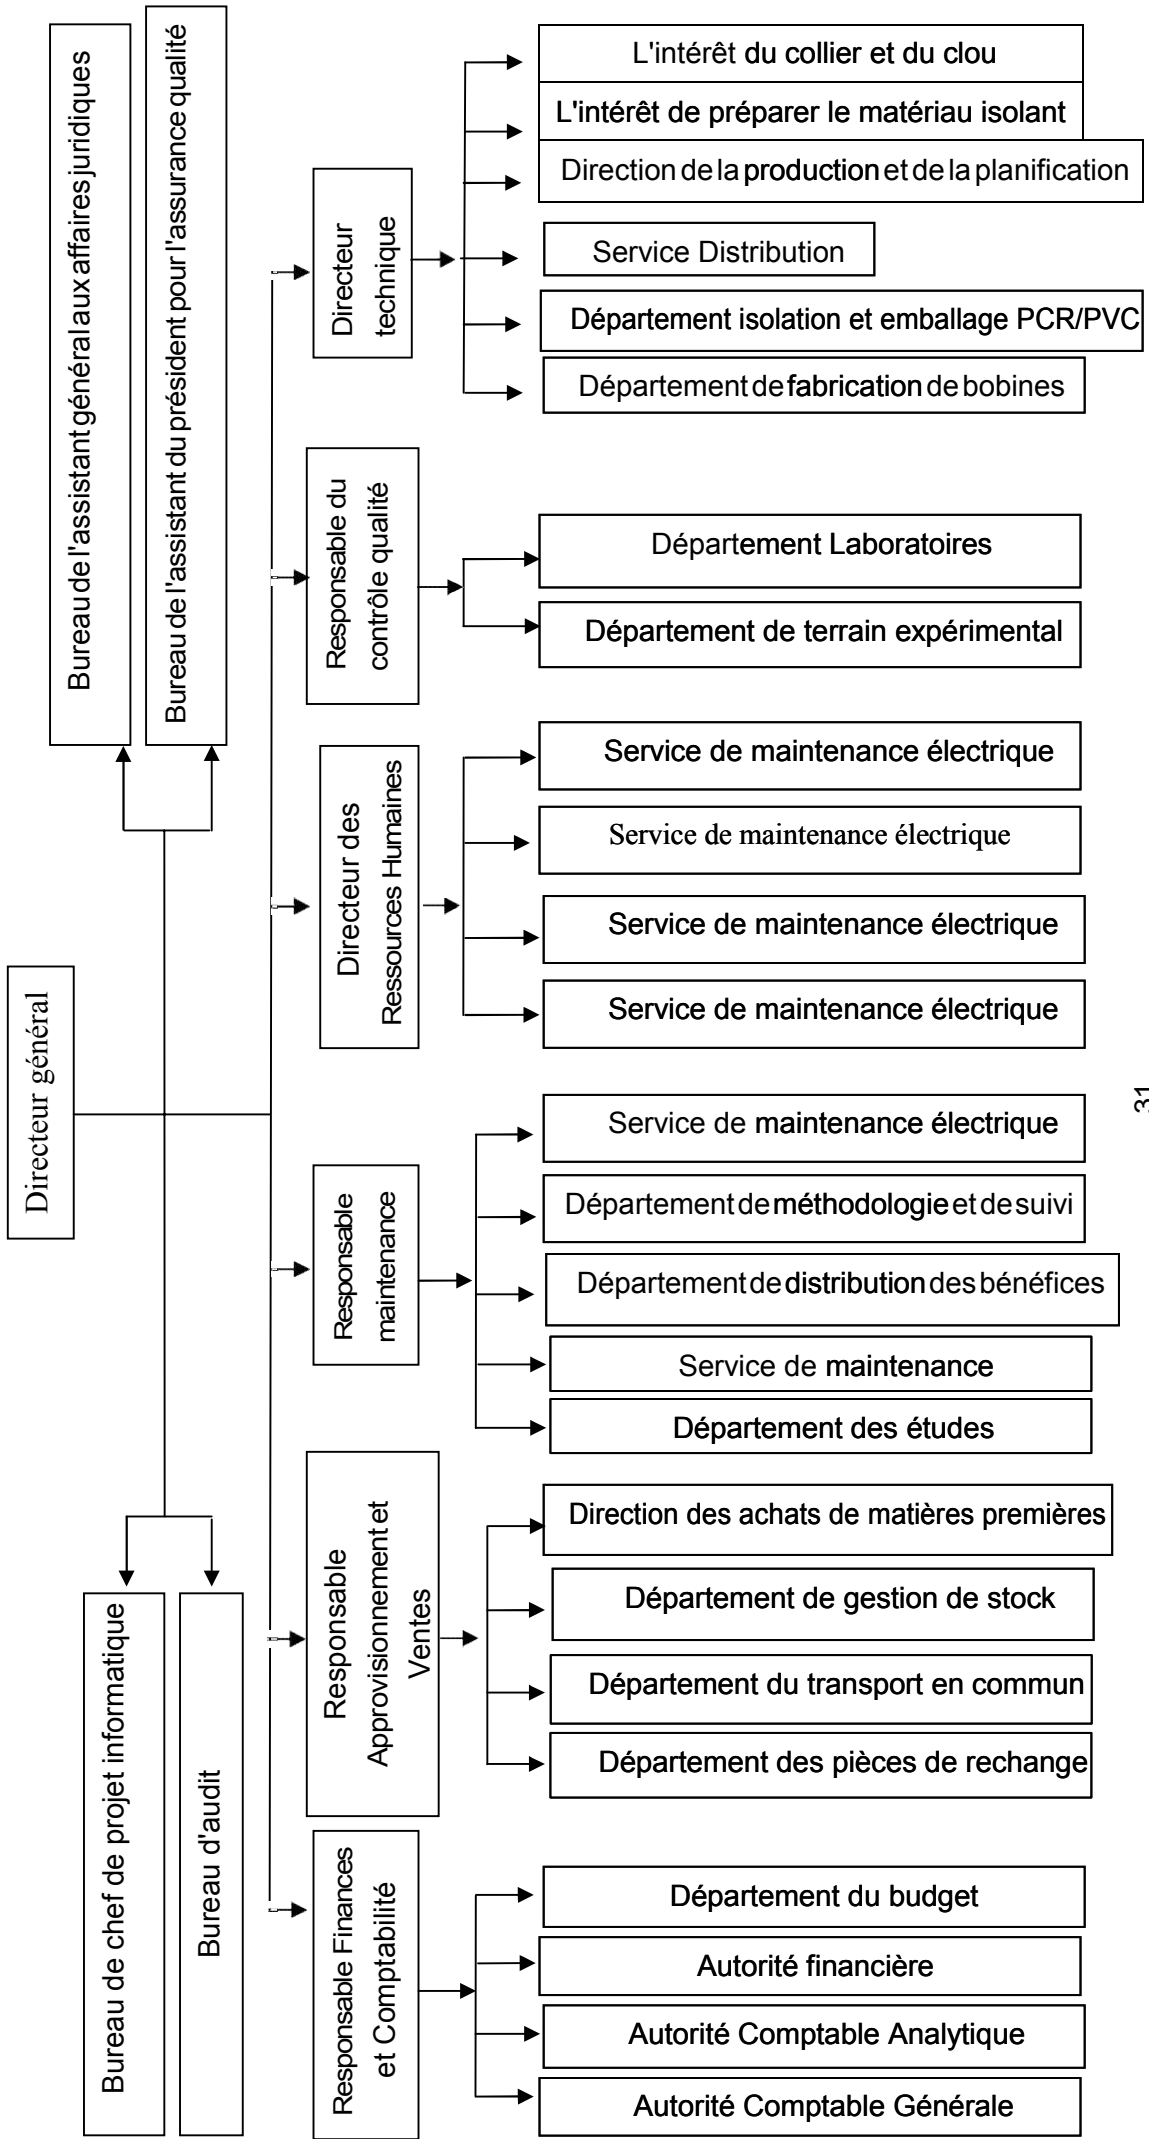 Directeur général
Bureau de chef de projet informatique
Bureau d'audit
Bureau de l'assistant général aux affaires juridiques
Bureau de l'assistant du président pour l'assurance qualité
Responsable Finances
et Comptabilité
Responsable
Approvisionnement et
Ventes
Responsable
maintenance
Directeur des
Ressources Humaines
Responsable du
contrôle qualité
Directeur
technique
L'intérêt du collier et du clou
L'intérêt de préparer le matériau isolant
Direction de la production et de la planification
Service Distribution
Département isolation et emballage PCR/PVC
Département de fabrication de bobines
Département Laboratoires
Département de terrain expérimental
Service de maintenance électrique
Service de maintenance électrique
Service de maintenance électrique
Service de maintenance électrique
Service de maintenance électrique
Département de méthodologie et de suivi
Département de distribution des bénéfices
Service de maintenance
Département des études
Direction des achats de matières premières
Département de gestion de stock
Département du transport en commun
Département des pièces de rechange
Département du budget
Autorité financière
Autorité Comptable Analytique
Autorité Comptable Générale
31